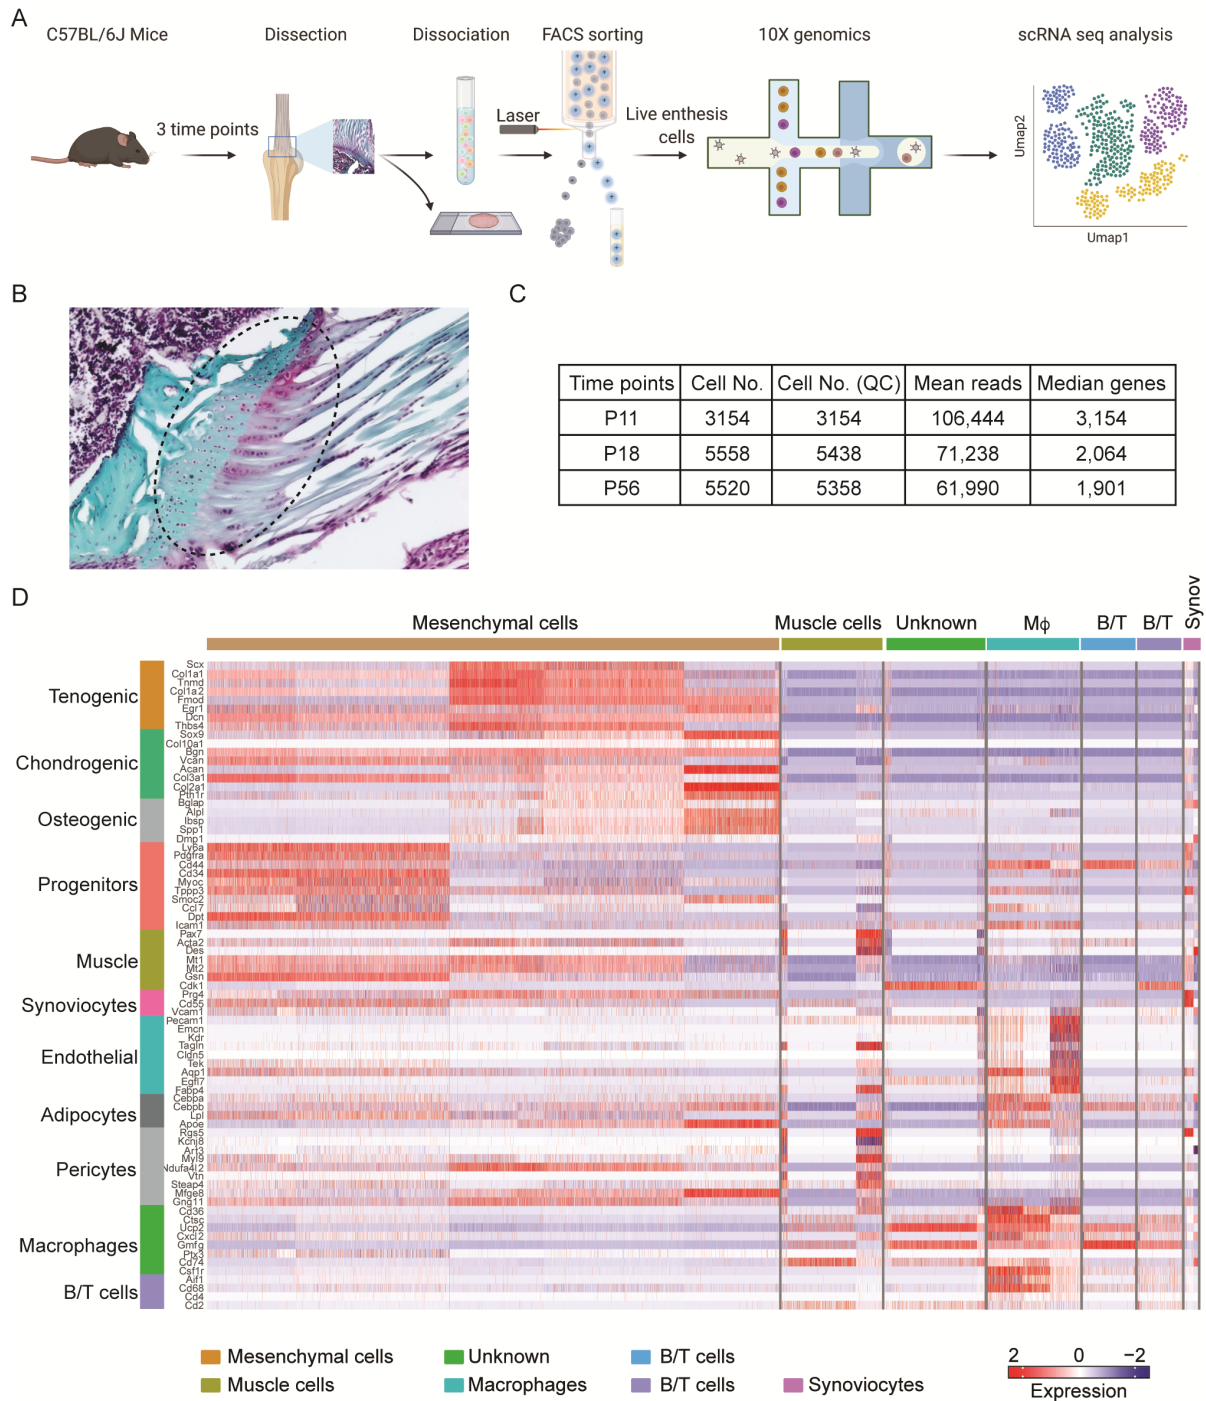 A
C57BL/6J Mice
Dissection
Dissociation
FACS sorting
10X genomics
scRNA seq analysis
3 time points
Laser
Live enthesis
cells
Umap2
Umap1
B
C
Time points Cell No. Cell No. (QC) Mean reads Median genes
P11 3154 3154 106,444 3,154
P18 5558 5438 71,238 2,064
P56 5520 5358 61,990 1,901
D
Mesenchymal cells Muscle cells Unknown Mϕ B/T B/T Synov
Tenogenic
Chondrogenic
Osteogenic
Progenitors
Muscle
Synoviocytes
Endothelial
Adipocytes
Pericytes
Macrophages
B/T cells
Scx
Col1a1
Tnmd
Col1a2
Fmod
Egr1
Dcn
Thbs4
Sox9
Col10a1
Bgn
Vcan
Acan
Col3a1
Col2a1
Pth1r
Bglap
Alpl
Ibsp
Spp1
Dmp1
Ly6a
Pdgfra
Cd44
Cd34
Myoc
Tppp3
Smoc2
Ccl7
Dpt
Icam1
Pax7
Acta2
Des
Mt1
Mt2
Gsn
Cdk1
Prg4
Cd55
Vcam1
Pecam1
Emcn
Kdr
Tagln
Cldn5
Tek
Aqp1
Egfl7
Fabp4
Cebpa
Cebpb
Lpl
Apoe
Rgs5
Kcnj8
Art3
Myl9
Ndufa4l2
Vtn
Steap4
Mfge8
Gng11
Cd36
Ctsc
Ucp2
Cxcl2
Gmfg
Ptx3
Cd74
Csf1r
Aif1
Cd68
Cd4
Cd2
Mesenchymal cells
Unknown
B/T cells
Muscle cells
Macrophages
B/T cells
Synoviocytes
2 0 −2
Expression